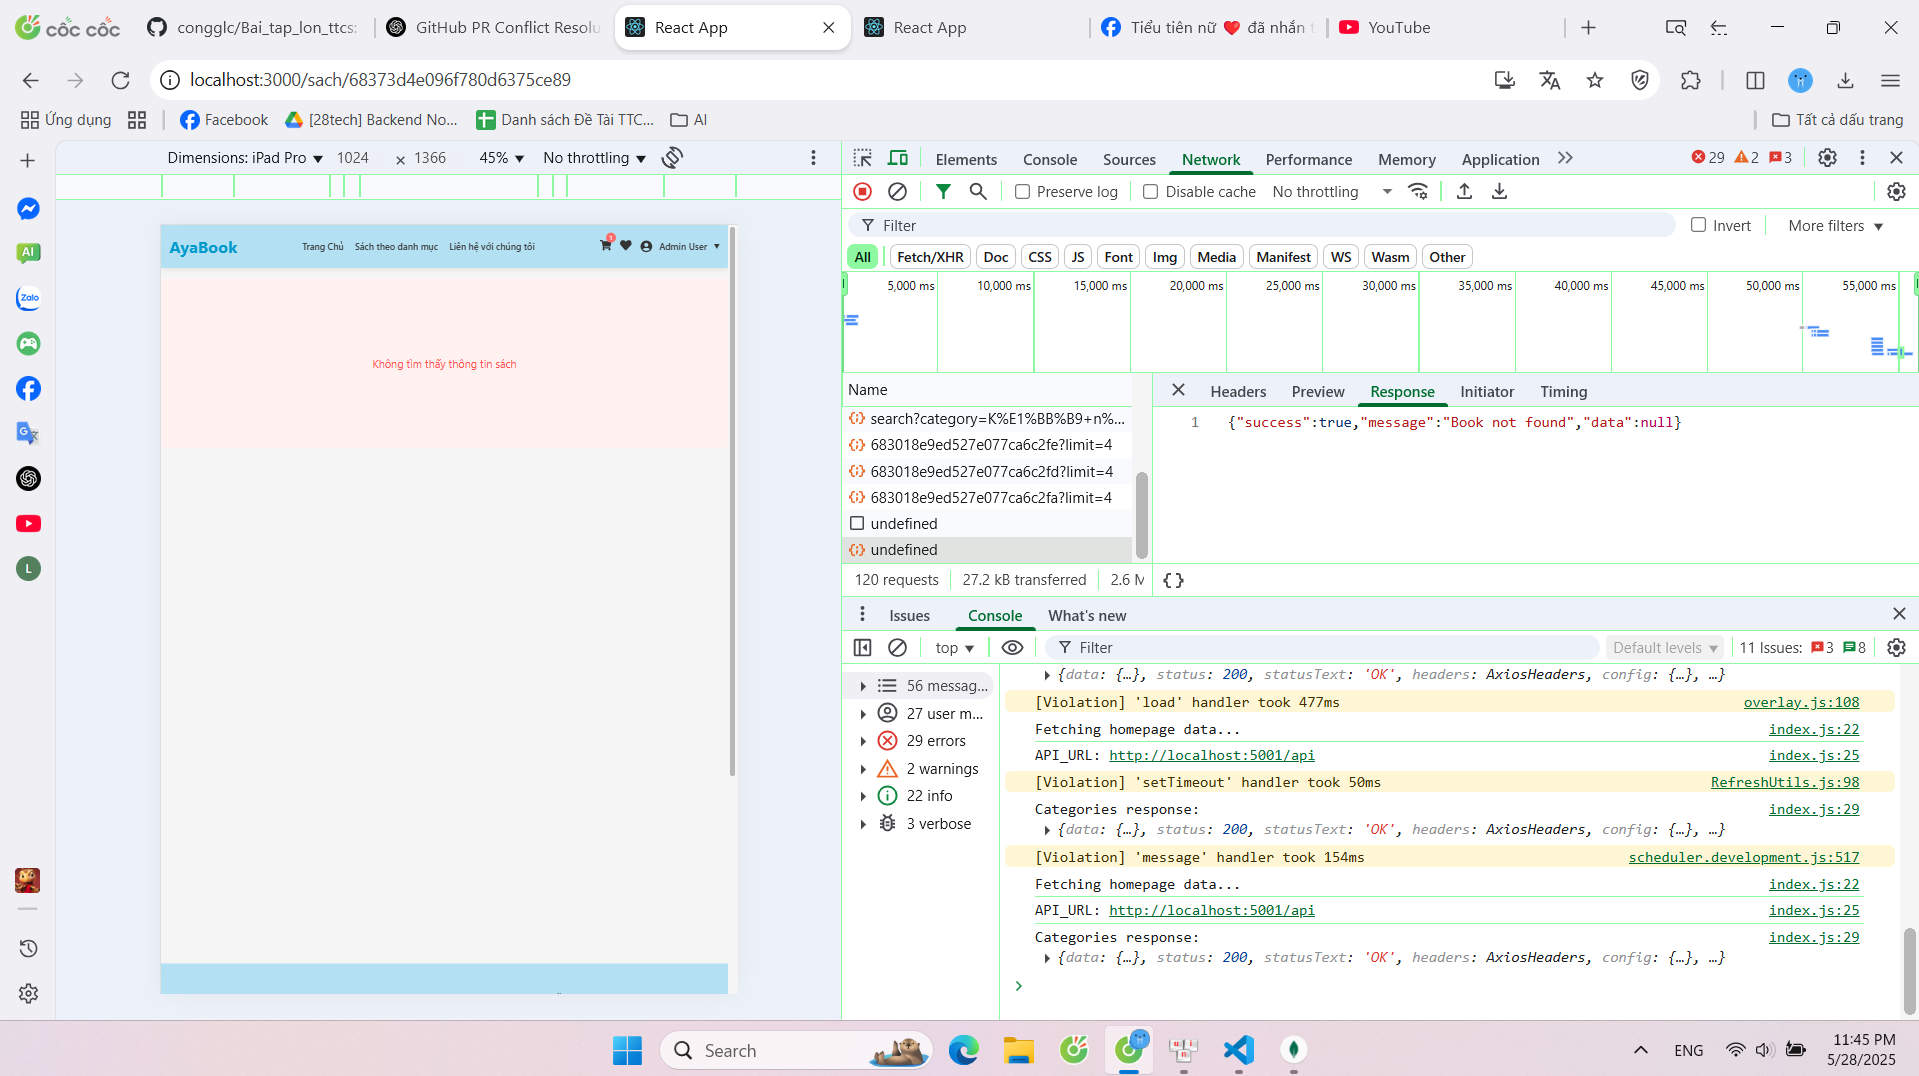 cốc cốc
congglc/Bai_tap_lon_ttcs:
GitHub PR Conflict Resolu
React App
React App
Tiểu tiên nữ ❤️ đã nhắn t
YouTube
localhost:3000/sach/68373d4e096f780d6375ce89
Ứng dụng
Facebook
[28tech] Backend No...
Danh sách Đề Tài TTC...
AI
Tất cả dấu trang
Dimensions: iPad Pro ▼ 1024 × 1366 45% ▼ No throttling ▼
Elements Console Sources Network Performance Memory Application
29 2 3
Preserve log
Disable cache
No throttling
Filter
Invert
More filters ▼
All Fetch/XHR Doc CSS JS Font Img Media Manifest WS Wasm Other
5,000 ms 10,000 ms 15,000 ms 20,000 ms 25,000 ms 30,000 ms 35,000 ms 40,000 ms 45,000 ms 50,000 ms 55,000 ms
AI
Zalo
L
AyaBook
Trang Chủ Sách theo danh mục Liên hệ với chúng tôi
1
Admin User ▼
Không tìm thấy thông tin sách
Name
search?category=K%E1%BB%B9+n%...
683018e9ed527e077ca6c2fe?limit=4
683018e9ed527e077ca6c2fd?limit=4
683018e9ed527e077ca6c2fa?limit=4
undefined
undefined
120 requests 27.2 kB transferred 2.6 M
Headers Preview Response Initiator Timing
1 {"success":true,"message":"Book not found","data":null}
{}
Issues Console What's new
top ▼
Filter
Default levels ▼
11 Issues: 3 8
56 messag...
27 user m...
29 errors
2 warnings
22 info
3 verbose
{data: {…}, status: 200, statusText: 'OK', headers: AxiosHeaders, config: {…}, …}
[Violation] 'load' handler took 477ms overlay.js:108
Fetching homepage data... index.js:22
API_URL: http://localhost:5001/api index.js:25
[Violation] 'setTimeout' handler took 50ms RefreshUtils.js:98
Categories response: index.js:29
{data: {…}, status: 200, statusText: 'OK', headers: AxiosHeaders, config: {…}, …}
[Violation] 'message' handler took 154ms scheduler.development.js:517
Fetching homepage data... index.js:22
API_URL: http://localhost:5001/api index.js:25
Categories response: index.js:29
{data: {…}, status: 200, statusText: 'OK', headers: AxiosHeaders, config: {…}, …}
Search
ENG
11:45 PM
5/28/2025